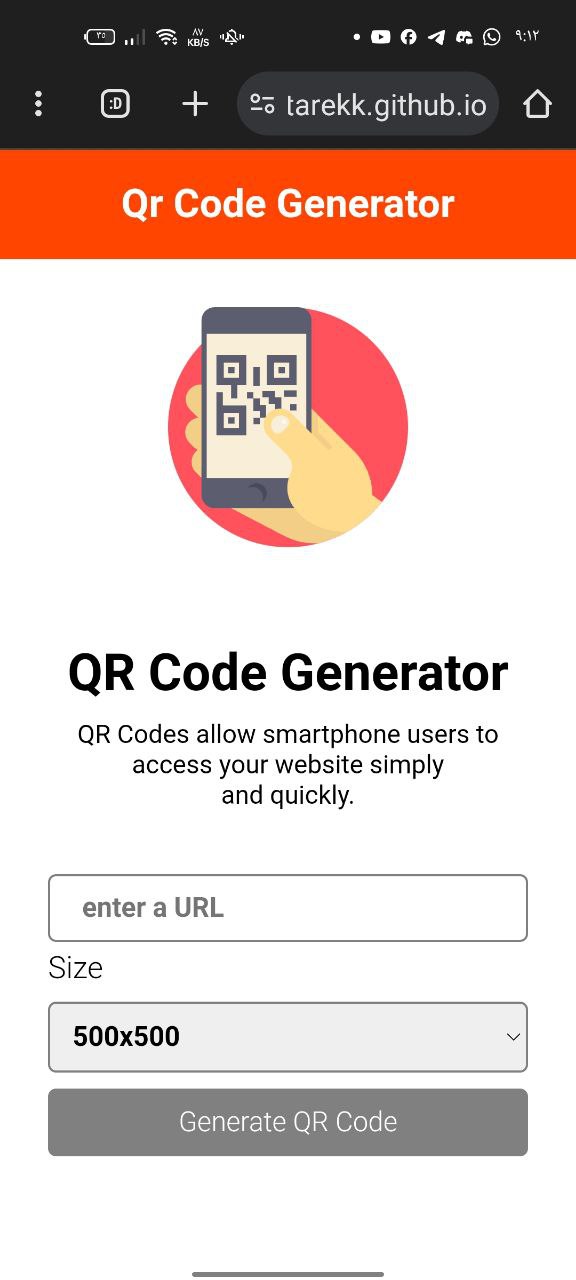 ٣٥
٨٧
KB/S
٩:١٢
:D
tarekk.github.io
Qr Code Generator
QR Code Generator
QR Codes allow smartphone users to
access your website simply
and quickly.
enter a URL
Size
500x500
Generate QR Code